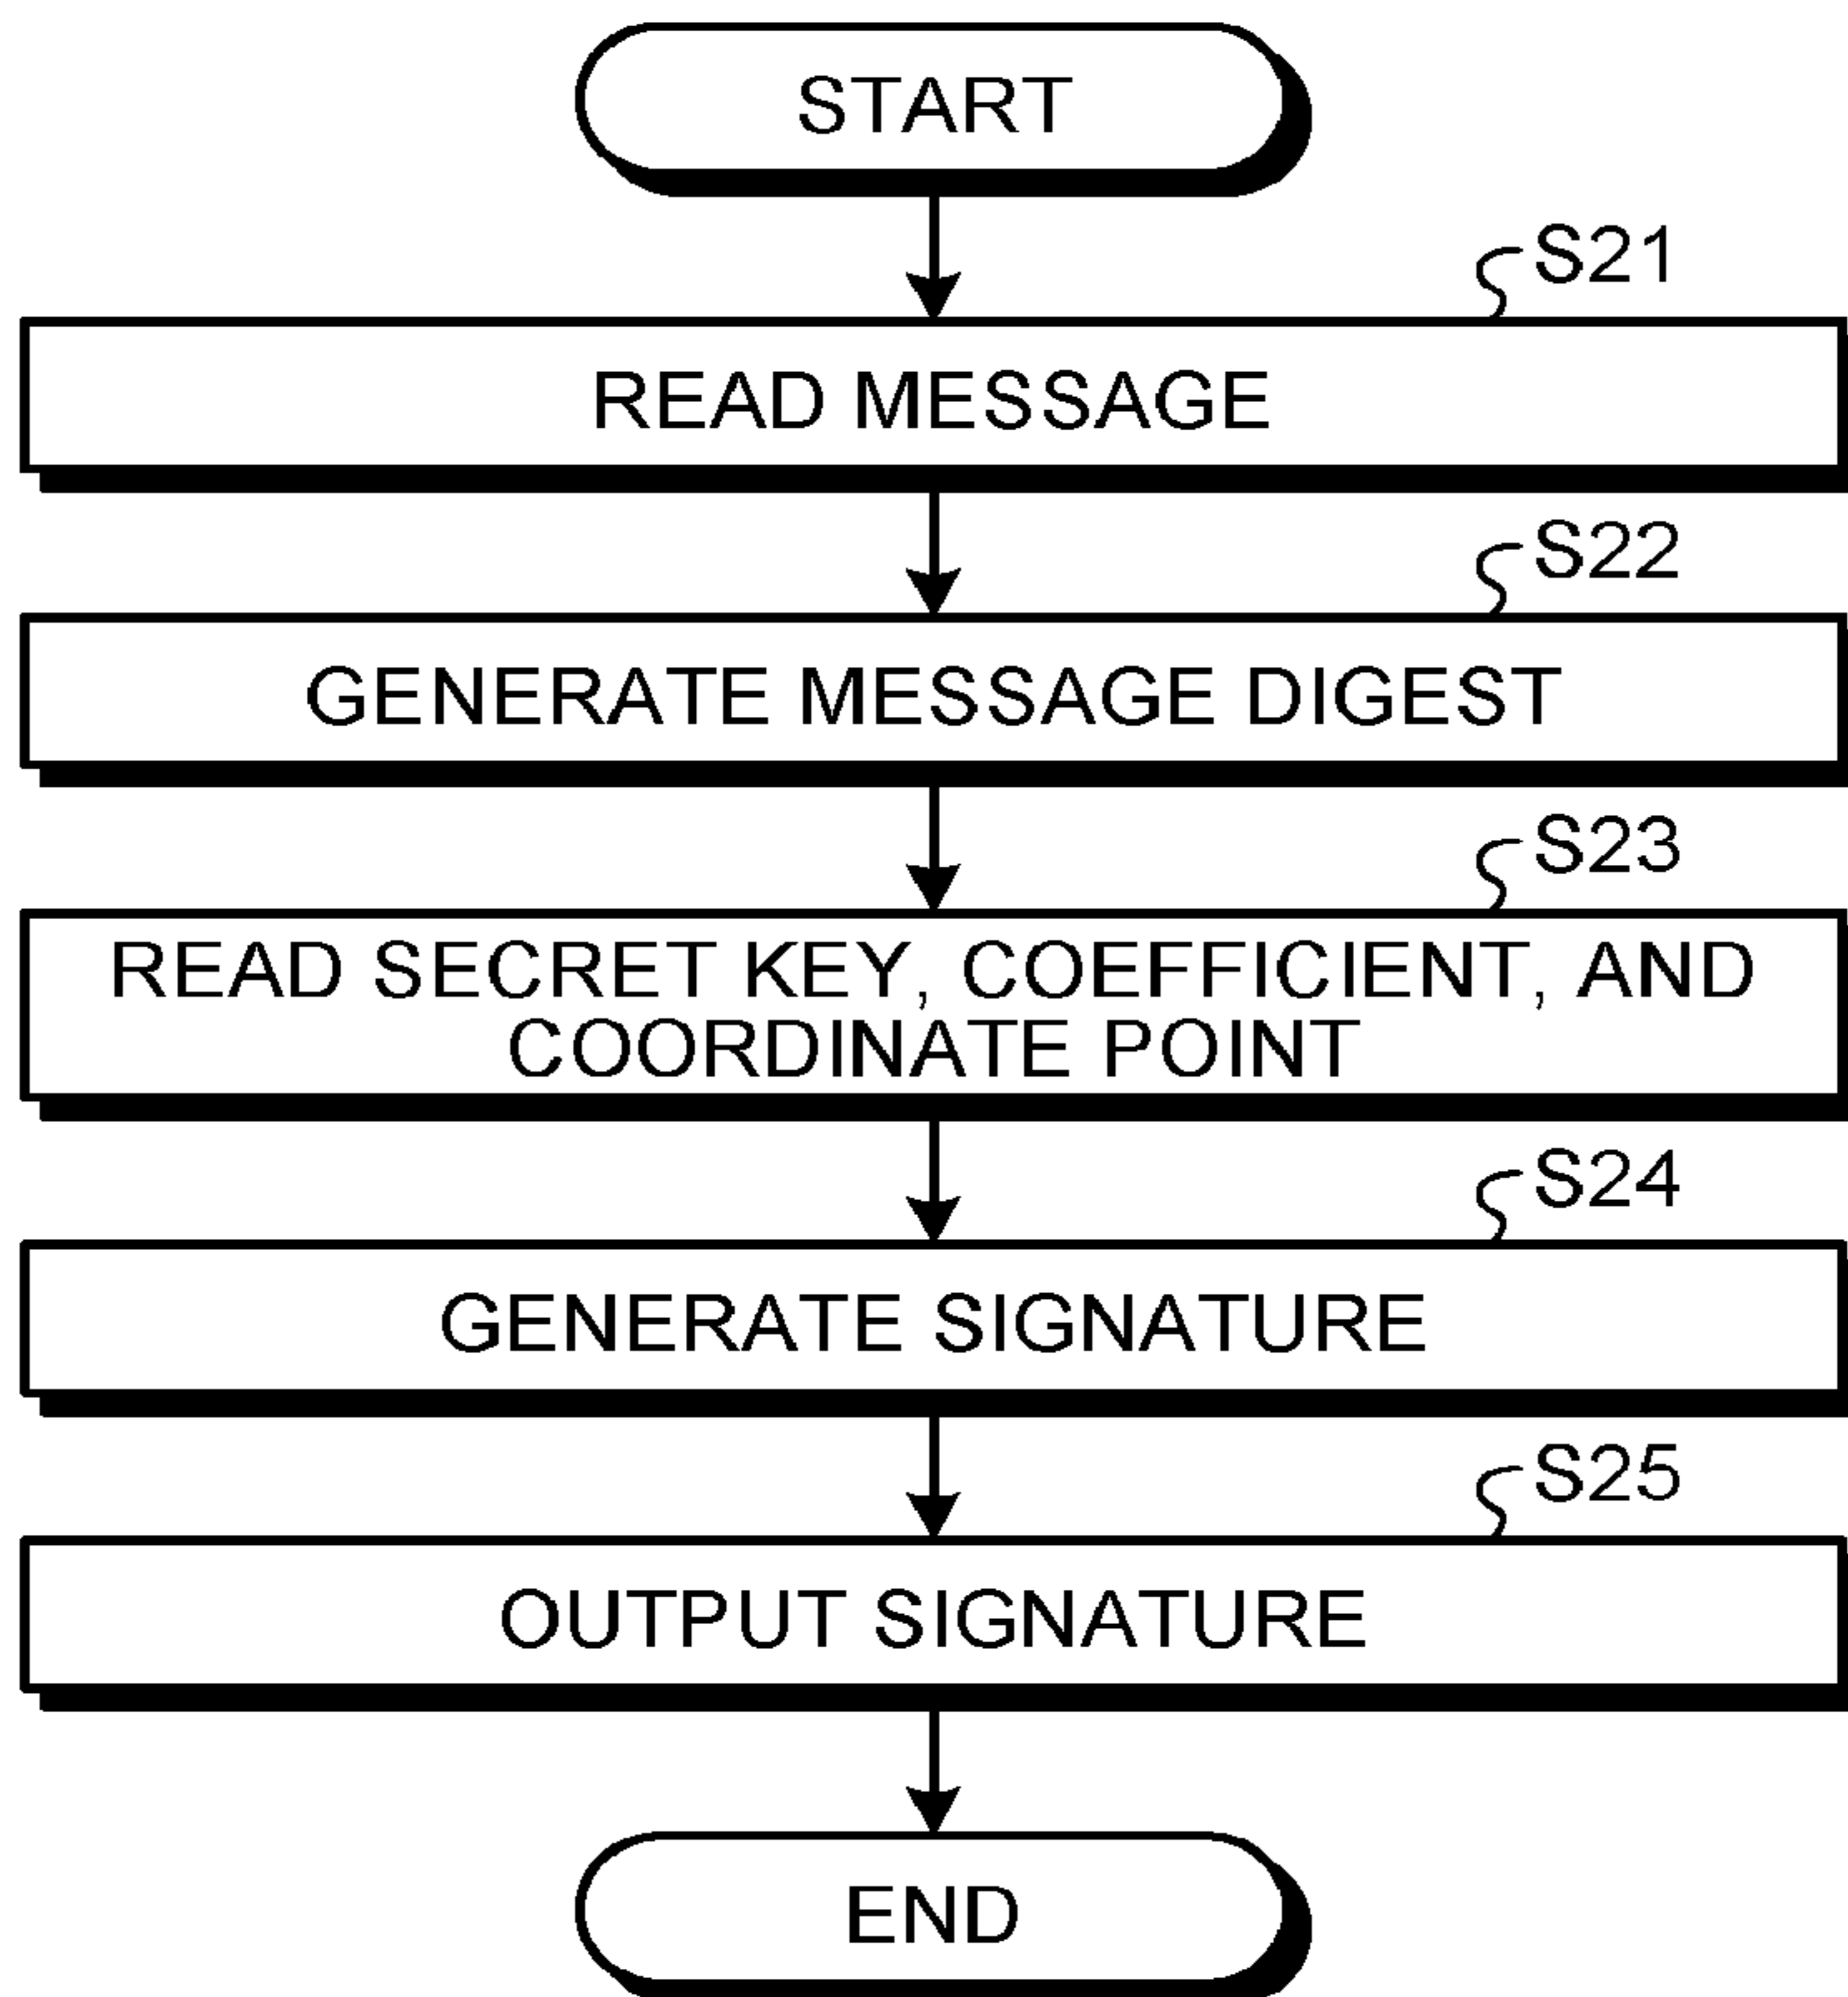 START
S21
READ MESSAGE
S22
GENERATE MESSAGE DIGEST
S23
READ SECRET KEY, COEFFICIENT, AND
COORDINATE POINT
S24
GENERATE SIGNATURE
S25
OUTPUT SIGNATURE
END